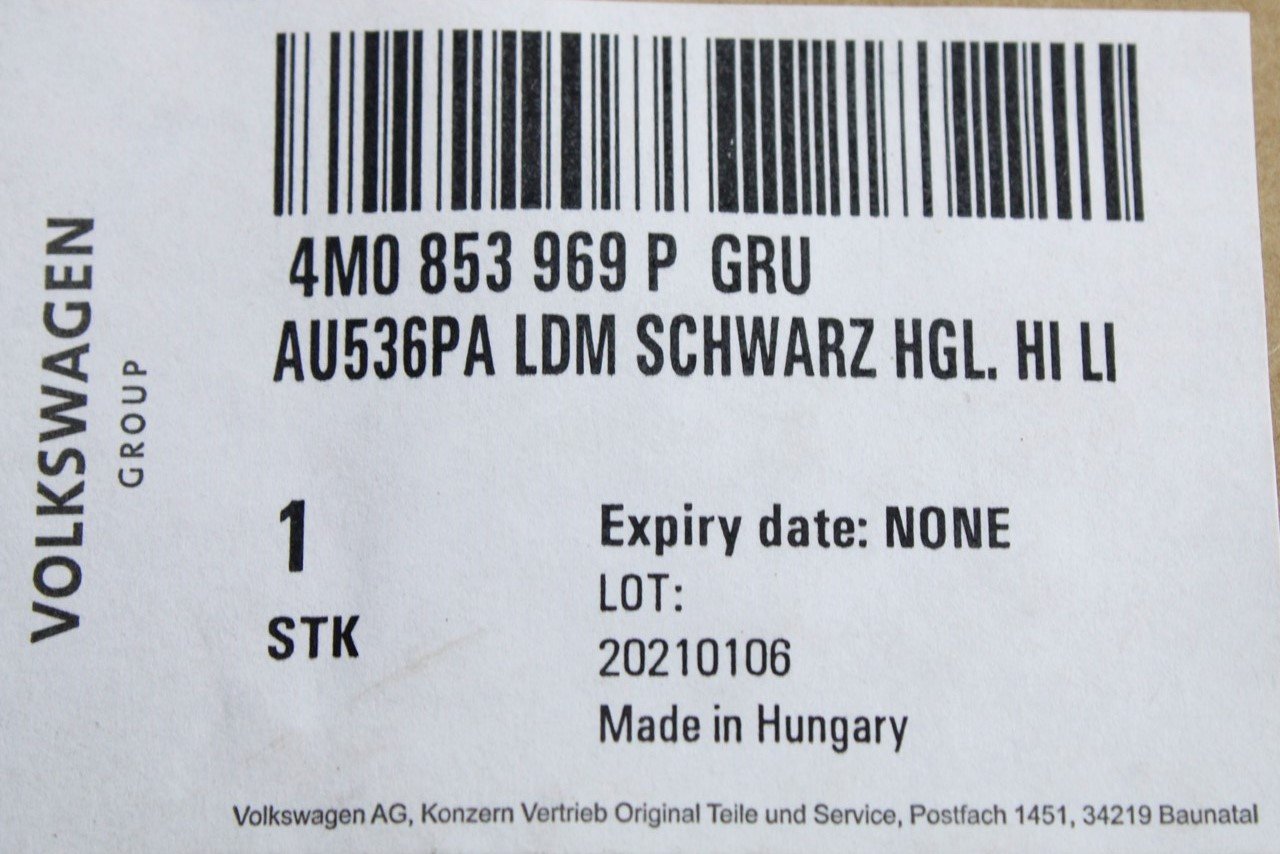 VOLKSWAGEN
GROUP
4M0 853 969 P GRU
AU536PA LDM SCHWARZ HGL. HI LI
1
STK
Expiry date: NONE
LOT:
20210106
Made in Hungary
Volkswagen AG, Konzern Vertrieb Original Teile und Service, Postfach 1451, 34219 Baunatal